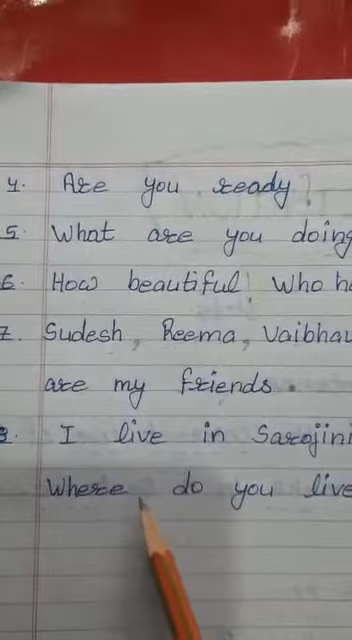 4. Are you ready?
5. What are you doing
6. How beautiful! Who
7. Sudesh, Reema, Vaibhav
are my friends.
8. I live in Sarojini
Where do you live